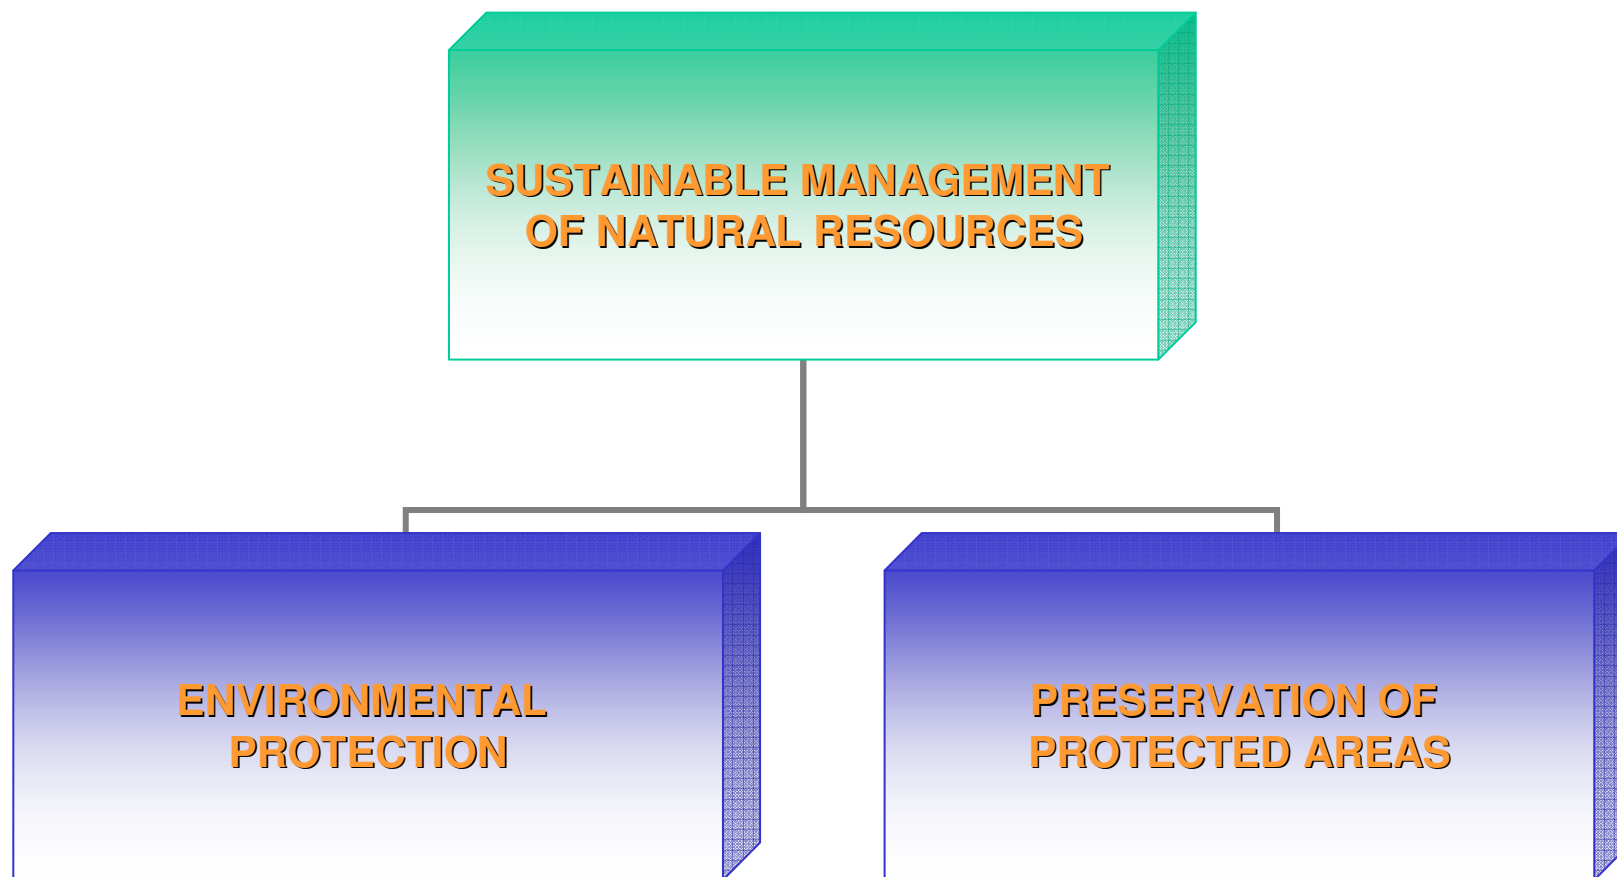 SUSTAINABLE MANAGEMENT
OF NATURAL RESOURCES
ENVIRONMENTAL
PROTECTION
PRESERVATION OF
PROTECTED AREAS